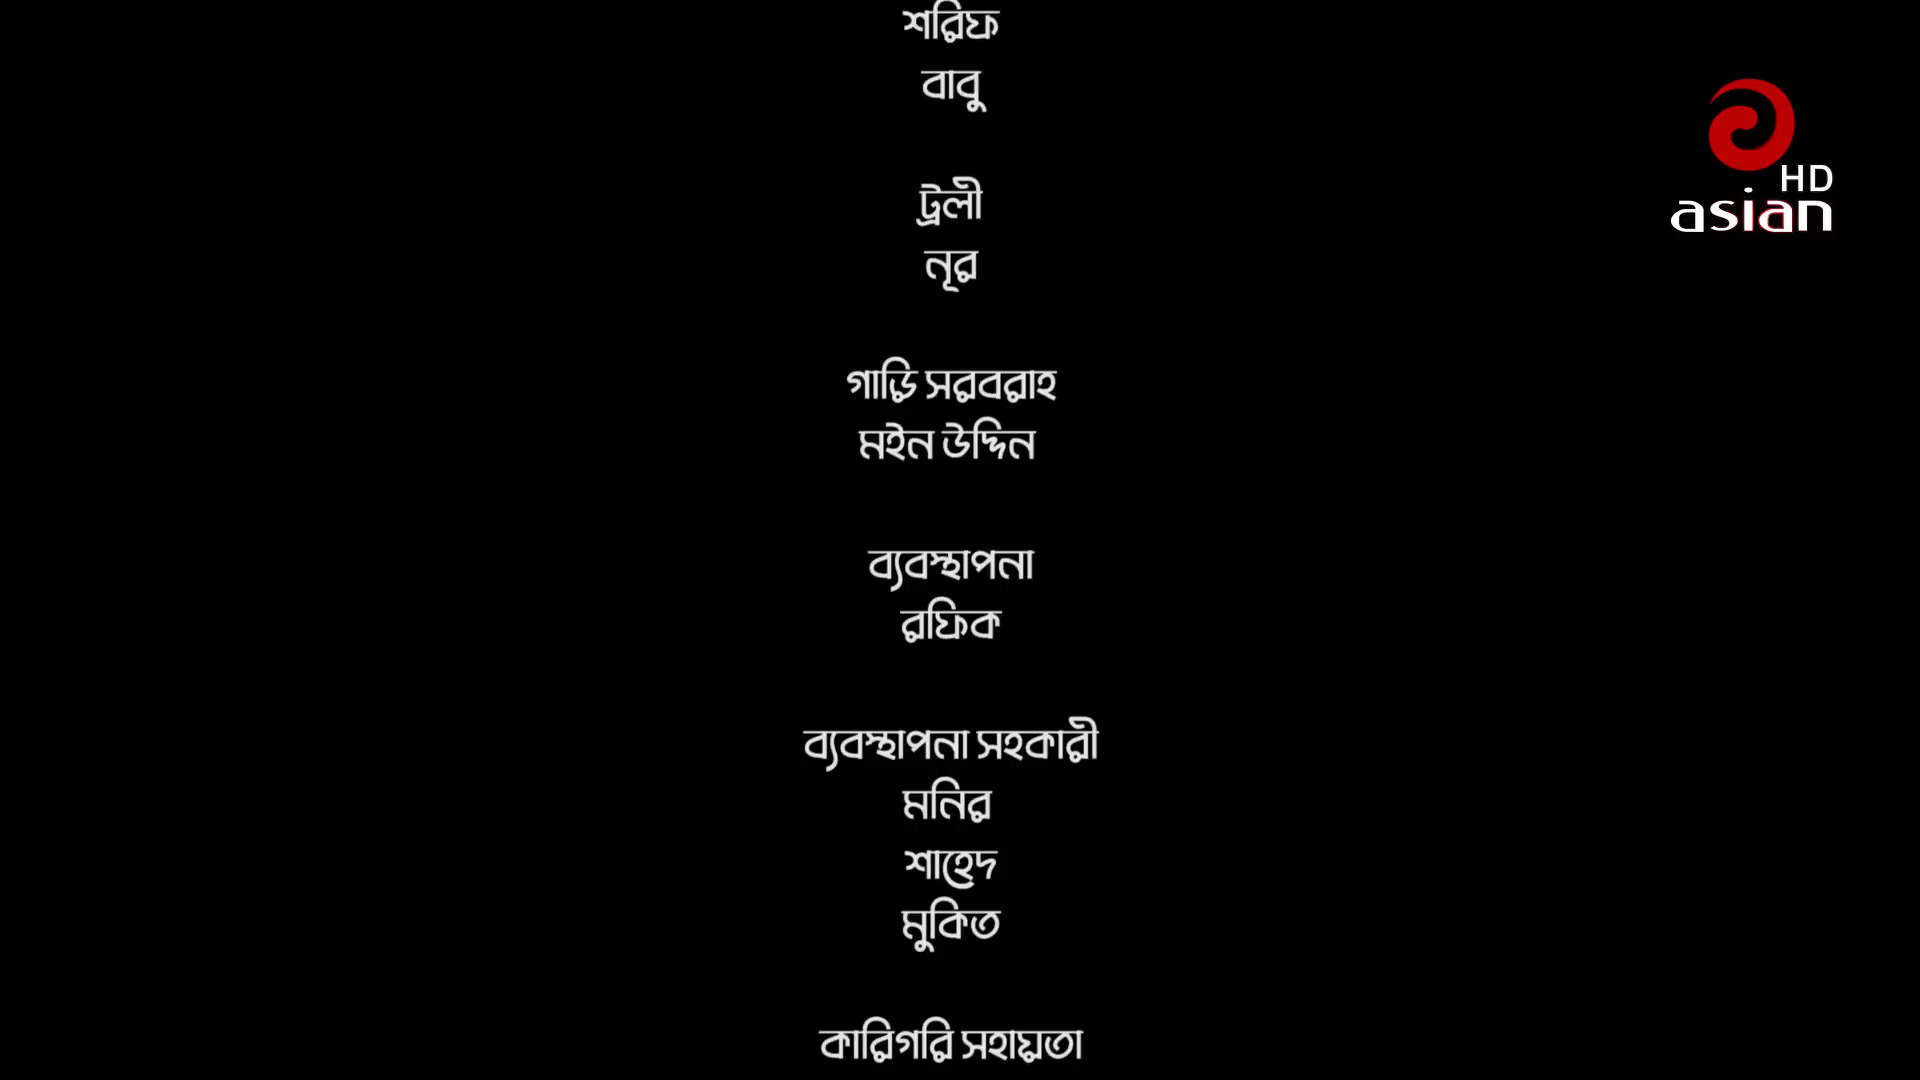 শরিফ
বাবু
ট্রলী
নূর
গাড়ি সরবরাহ
মইন উদ্দিন
ব্যবস্থাপনা
রফিক
ব্যবস্থাপনা সহকারী
মনির
শাহেদ
মুকিত
কারিগরি সহায়তা
HD
asian